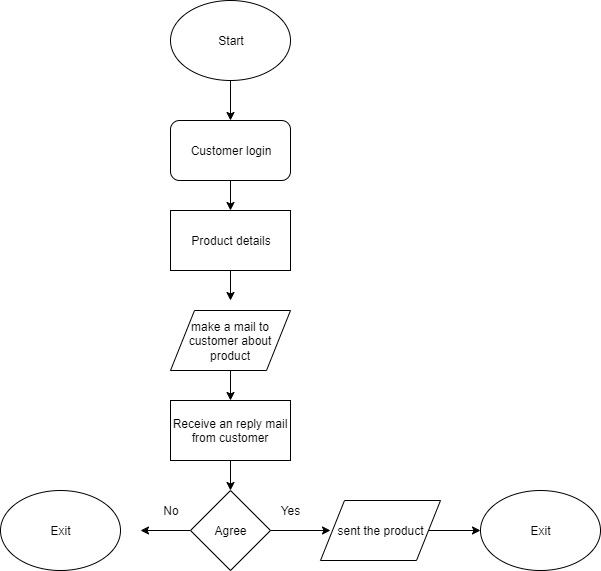 Start
Customer login
Product details
make a mail to
customer about
product
Receive an reply mail
from customer
No
Yes
Exit
Agree
sent the product
Exit